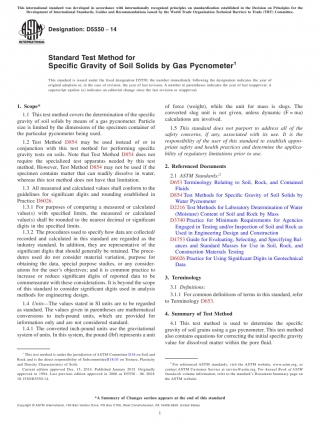 This international standard was developed in accordance with internationally recognized principles on standardization established in the Decision on Principles for the
Development of International Standards, Guides and Recommendations issued by the World Trade Organization Technical Barriers to Trade (TBT) Committee.
Designation: D5550 − 14
Standard Test Method for
Specific Gravity of Soil Solids by Gas Pycnometer1
This standard is issued under the fixed designation D5550; the number immediately following the designation indicates the year of
original adoption or, in the case of revision, the year of last revision. A number in parentheses indicates the year of last reapproval. A
superscript epsilon (ε) indicates an editorial change since the last revision or reapproval.
1. Scope*
1.1 This test method covers the determination of the specific
gravity of soil solids by means of a gas pycnometer. Particle
size is limited by the dimensions of the specimen container of
the particular pycnometer being used.
1.2 Test Method D854 may be used instead of or in
conjunction with this test method for performing specific
gravity tests on soils. Note that Test Method D854 does not
require the specialized test apparatus needed by this test
method. However, Test Method D854 may not be used if the
specimen contains matter that can readily dissolve in water,
whereas this test method does not have that limitation.
1.3 All measured and calculated values shall conform to the
guidelines for significant digits and rounding established in
Practice D6026.
1.3.1 For purposes of comparing a measured or calculated
value(s) with specified limits, the measured or calculated
value(s) shall be rounded to the nearest decimal or significant
digits in the specified limits.
1.3.2 The procedures used to specify how data are collected/
recorded and calculated in this standard are regarded as the
industry standard. In addition, they are representative of the
significant digits that should generally be retained. The proce-
dures used do not consider material variation, purpose for
obtaining the data, special purpose studies, or any consider-
ations for the user's objectives; and it is common practice to
increase or reduce significant digits of reported data to be
commensurate with these considerations. It is beyond the scope
of this standard to consider significant digits used in analysis
methods for engineering design.
1.4 Units—The values stated in SI units are to be regarded
as standard. The values given in parentheses are mathematical
conversions to inch-pound units, which are provided for
information only and are not considered standard.
1.4.1 The converted inch-pound units use the gravitational
system of units. In this system, the pound (lbf) represents a unit
1 This test method is under the jurisdiction of ASTM Committee D18 on Soil and
Rock and is the direct responsibility of Subcommittee D18.03 on Texture, Plasticity
and Density Characteristics of Soils.
Current edition approved Dec. 15, 2014. Published January 2015. Originally
approved in 1994. Last previous edition approved in 2006 as D5550 – 06. DOI:
10.1520/D5550-14.
of force (weight), while the unit for mass is slugs. The
converted slug unit is not given, unless dynamic (F = ma)
calculations are involved.
1.5 This standard does not purport to address all of the
safety concerns, if any, associated with its use. It is the
responsibility of the user of this standard to establish appro-
priate safety and health practices and determine the applica-
bility of regulatory limitations prior to use.
2. Referenced Documents
2.1 ASTM Standards:2
D653 Terminology Relating to Soil, Rock, and Contained
Fluids
D854 Test Methods for Specific Gravity of Soil Solids by
Water Pycnometer
D2216 Test Methods for Laboratory Determination of Water
(Moisture) Content of Soil and Rock by Mass
D3740 Practice for Minimum Requirements for Agencies
Engaged in Testing and/or Inspection of Soil and Rock as
Used in Engineering Design and Construction
D4753 Guide for Evaluating, Selecting, and Specifying Bal-
ances and Standard Masses for Use in Soil, Rock, and
Construction Materials Testing
D6026 Practice for Using Significant Digits in Geotechnical
Data
3. Terminology
3.1 Definitions:
3.1.1 For common definitions of terms in this standard, refer
to Terminology D653.
4. Summary of Test Method
4.1 This test method is used to determine the specific
gravity of soil grains using a gas pycnometer. This test method
also contains equations for correcting the initial specific gravity
value for dissolved matter within the pore fluid.
2 For referenced ASTM standards, visit the ASTM website, www.astm.org, or
contact ASTM Customer Service at service@astm.org. For Annual Book of ASTM
Standards volume information, refer to the standard's Document Summary page on
the ASTM website.
*A Summary of Changes section appears at the end of this standard
Copyright © ASTM International, 100 Barr Harbor Drive, PO Box C700, West Conshohocken, PA 19428-2959. United States
1